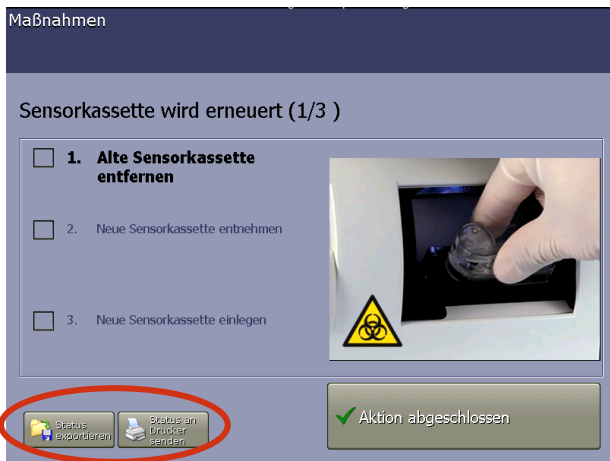 Maßnahmen
Sensorkassette wird erneuert (1/3 )
1. Alte Sensorkassette
entfernen
2. Neue Sensorkassette entnehmen
3. Neue Sensorkassette einlegen
Status
exportieren
Status an
Drucker
senden
Aktion abgeschlossen